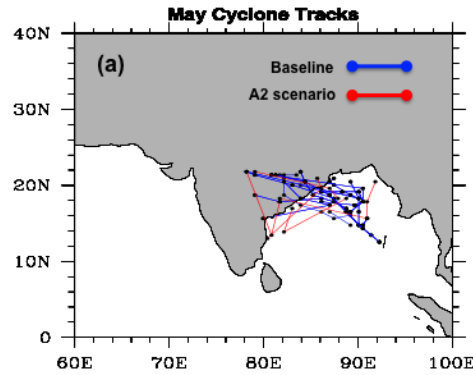 May Cyclone Tracks
40N
(a)
Baseline
A2 scenario
30N
20N
10N
0
60E
70E
80E
90E
100E